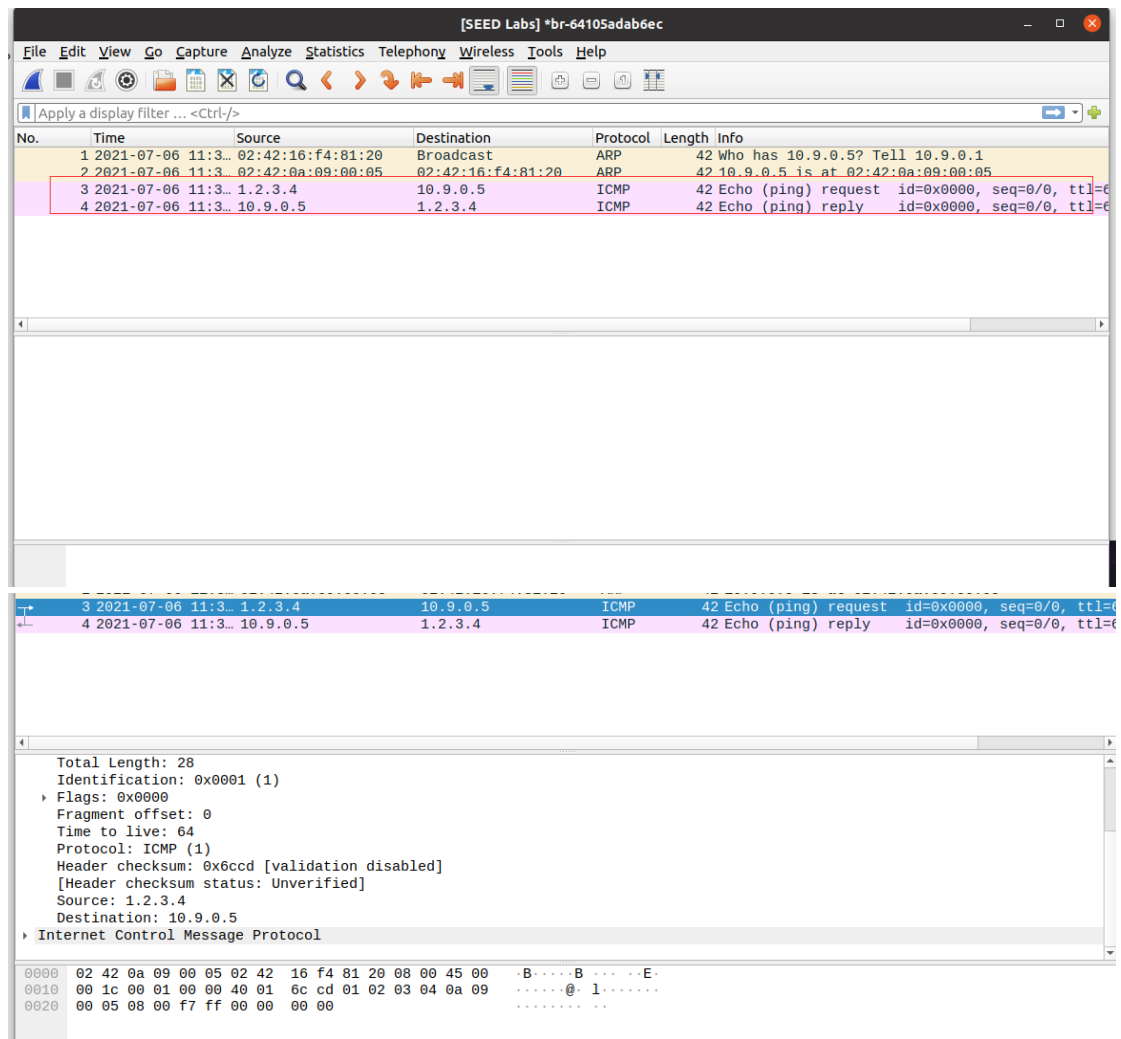 [SEED Labs] *br-64105adab6ec
File Edit View Go Capture Analyze Statistics Telephony Wireless Tools Help
Apply a display filter … <Ctrl-/>
No. Time Source Destination Protocol Length Info
1 2021-07-06 11:3… 02:42:16:f4:81:20 Broadcast ARP 42 Who has 10.9.0.5? Tell 10.9.0.1
2 2021-07-06 11:3… 02:42:0a:09:00:05 02:42:16:f4:81:20 ARP 42 10.9.0.5 is at 02:42:0a:09:00:05
3 2021-07-06 11:3… 1.2.3.4 10.9.0.5 ICMP 42 Echo (ping) request id=0x0000, seq=0/0, ttl=6
4 2021-07-06 11:3… 10.9.0.5 1.2.3.4 ICMP 42 Echo (ping) reply id=0x0000, seq=0/0, ttl=6
3 2021-07-06 11:3… 1.2.3.4 10.9.0.5 ICMP 42 Echo (ping) request id=0x0000, seq=0/0, ttl=6
4 2021-07-06 11:3… 10.9.0.5 1.2.3.4 ICMP 42 Echo (ping) reply id=0x0000, seq=0/0, ttl=6
Total Length: 28
Identification: 0x0001 (1)
Flags: 0x0000
Fragment offset: 0
Time to live: 64
Protocol: ICMP (1)
Header checksum: 0x6ccd [validation disabled]
[Header checksum status: Unverified]
Source: 1.2.3.4
Destination: 10.9.0.5
Internet Control Message Protocol
0000 02 42 0a 09 00 05 02 42 16 f4 81 20 08 00 45 00 ·B·····B ··· ··E·
0010 00 1c 00 01 00 00 40 01 6c cd 01 02 03 04 0a 09 ······@· l·······
0020 00 05 08 00 f7 ff 00 00 00 00 ········ ··